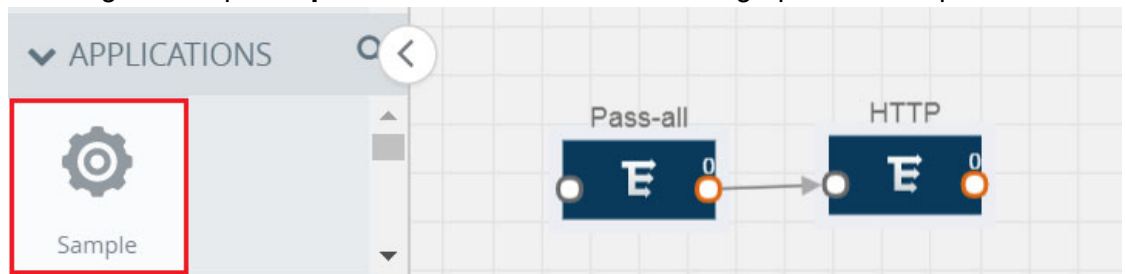 APPLICATIONS
Sample
Pass-all
0
HTTP
0